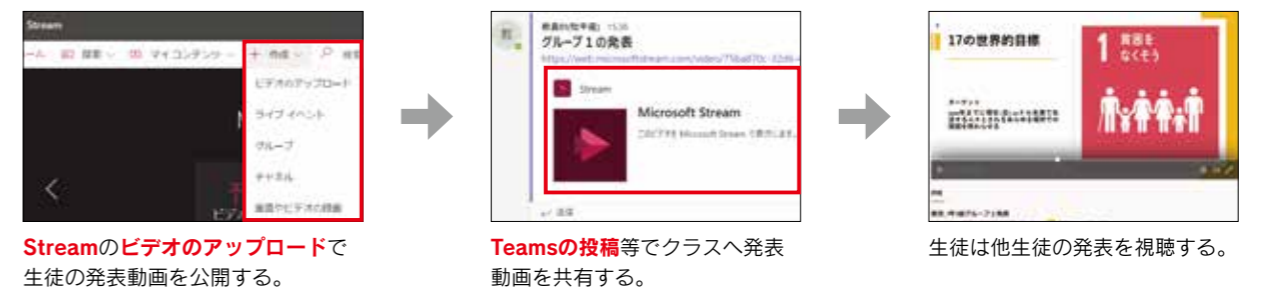 Stream
マイコンテンツ
+ 作成
検索
ビデオのアップロード
ライブ イベント
グループ
チャネル
画面やビデオの録画
Streamのビデオのアップロードで
生徒の発表動画を公開する。
15:36
グループ1の発表
Stream
Microsoft Stream
このビデオを Microsoft Stream で表示します。
返信
Teamsの投稿等でクラスへ発表
動画を共有する。
17の世界的目標
1 貧困を
なくそう
ターゲット
生徒は他生徒の発表を視聴する。